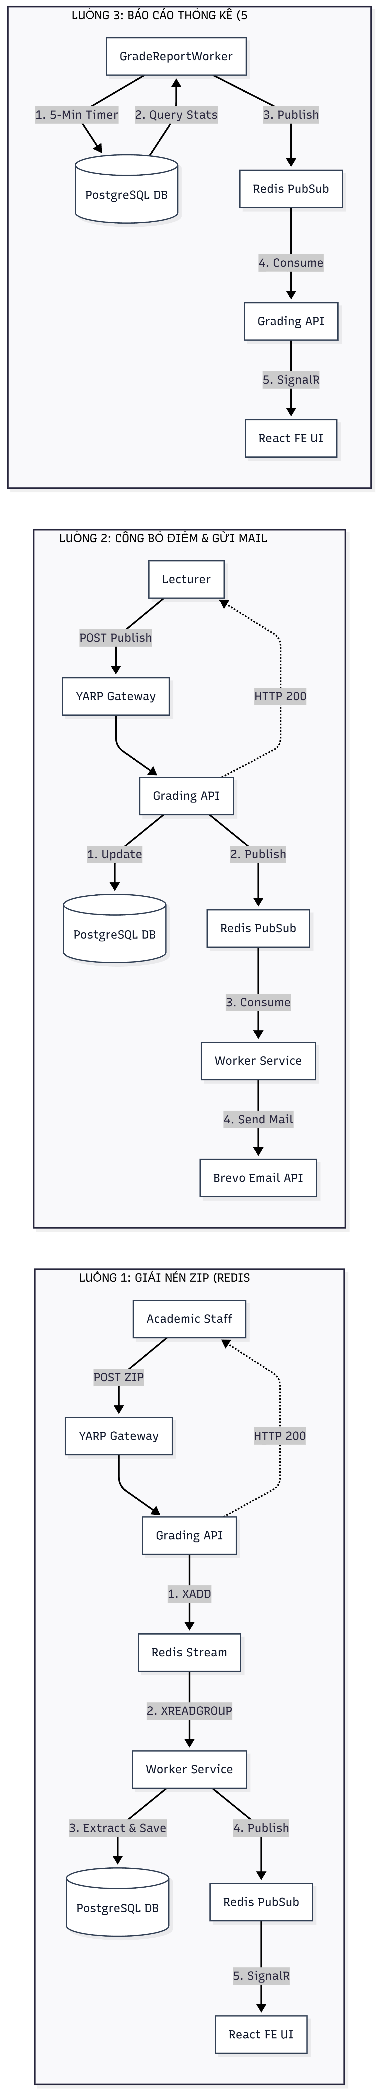 LUỒNG 3: BÁO CÁO THỐNG KÊ (5
GradeReportWorker
1. 5-Min Timer
2. Query Stats
3. Publish
PostgreSQL DB
Redis PubSub
4. Consume
Grading API
5. SignalR
React FE UI
LUỒNG 2: CÔNG BỐ ĐIỂM & GỬI MAIL
Lecturer
POST Publish
YARP Gateway
HTTP 200
Grading API
1. Update
2. Publish
PostgreSQL DB
Redis PubSub
3. Consume
Worker Service
4. Send Mail
Brevo Email API
LUỒNG 1: GIẢI NÉN ZIP (REDIS
Academic Staff
POST ZIP
YARP Gateway
HTTP 200
Grading API
1. XADD
Redis Stream
2. XREADGROUP
Worker Service
3. Extract & Save
4. Publish
PostgreSQL DB
Redis PubSub
5. SignalR
React FE UI